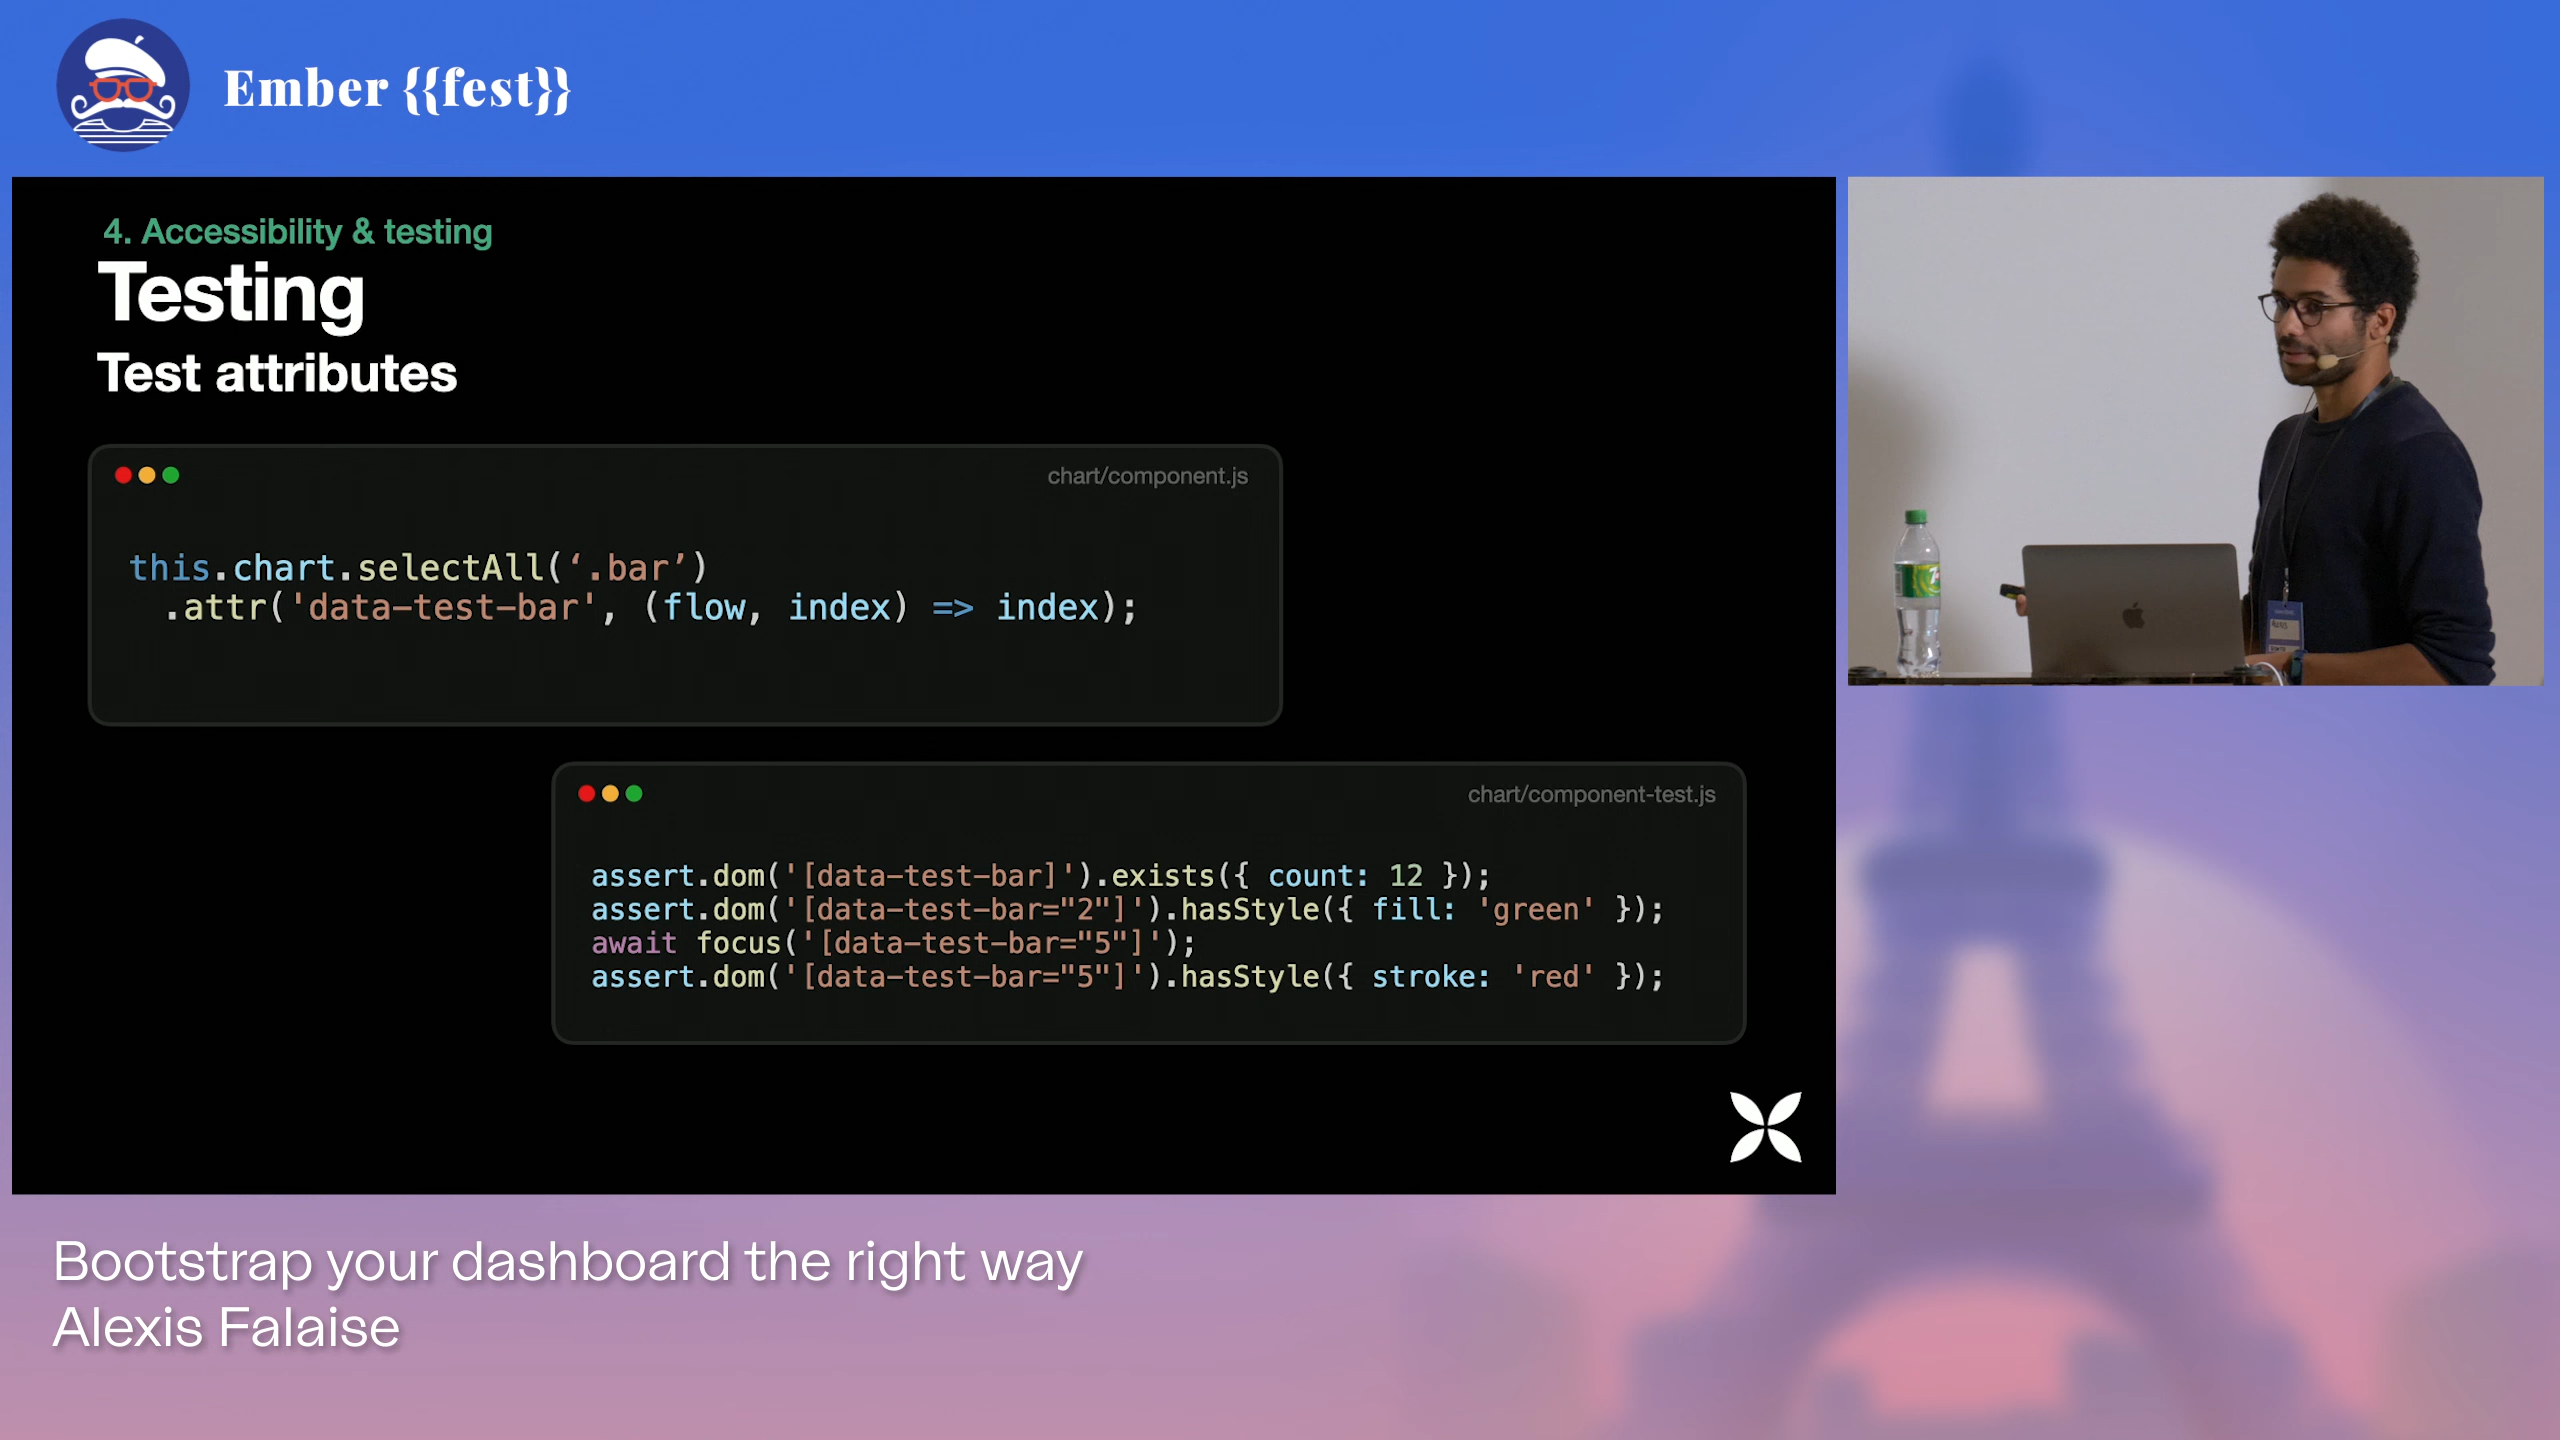 Ember {{fest}}
4. Accessibility & testing
Testing
Test attributes
chart/component.js
this.chart.selectAll(‘.bar’)
.attr('data-test-bar', (flow, index) => index);
chart/component-test.js
assert.dom('[data-test-bar]').exists({ count: 12 });
assert.dom('[data-test-bar="2"]').hasStyle({ fill: 'green' });
await focus('[data-test-bar="5"]');
assert.dom('[data-test-bar="5"]').hasStyle({ stroke: 'red' });
Bootstrap your dashboard the right way
Alexis Falaise